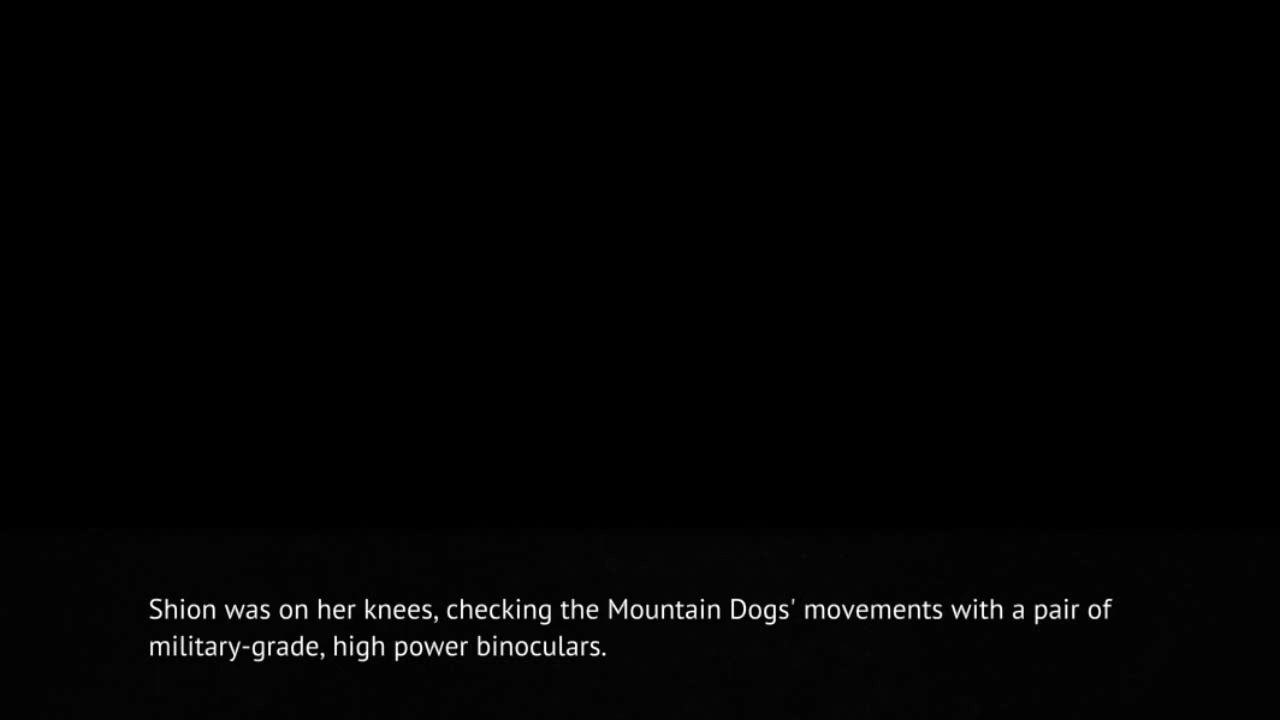 Shion was on her knees, checking the Mountain Dogs' movements with a pair of
military-grade, high power binoculars.